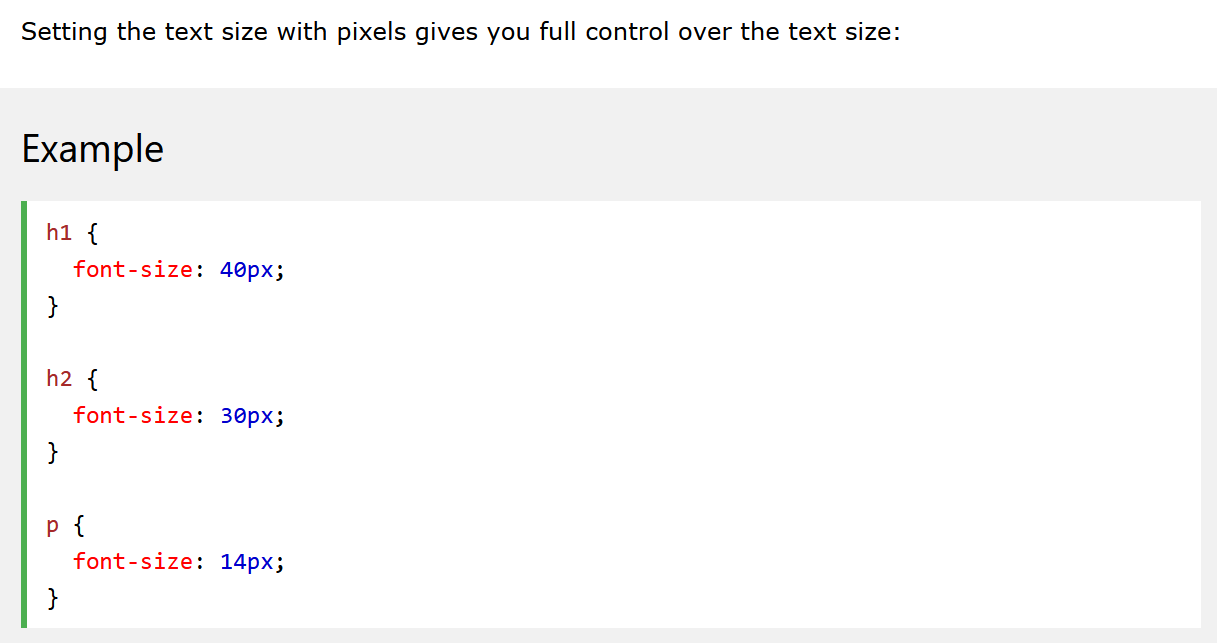 Setting the text size with pixels gives you full control over the text size:
Example
h1 {
  font-size: 40px;
}
h2 {
  font-size: 30px;
}
p {
  font-size: 14px;
}